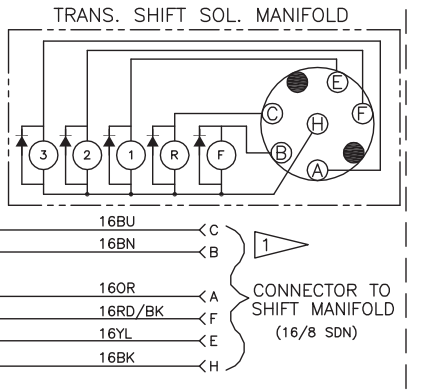 TRANS. SHIFT SOL. MANIFOLD
E
C
F
H
3
2
1
R
F
B
A
16BU
C
16BN
B
1
16OR
A
CONNECTOR TO
16RD/BK
F
SHIFT MANIFOLD
16YL
E
(16/8 SDN)
16BK
H